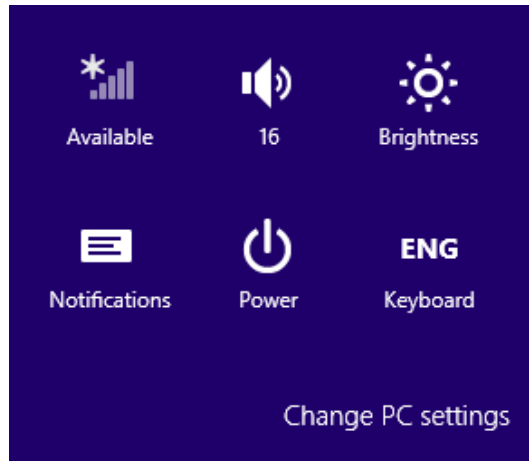 Available 16 Brightness
ENG
Notifications Power Keyboard
Change PC settings